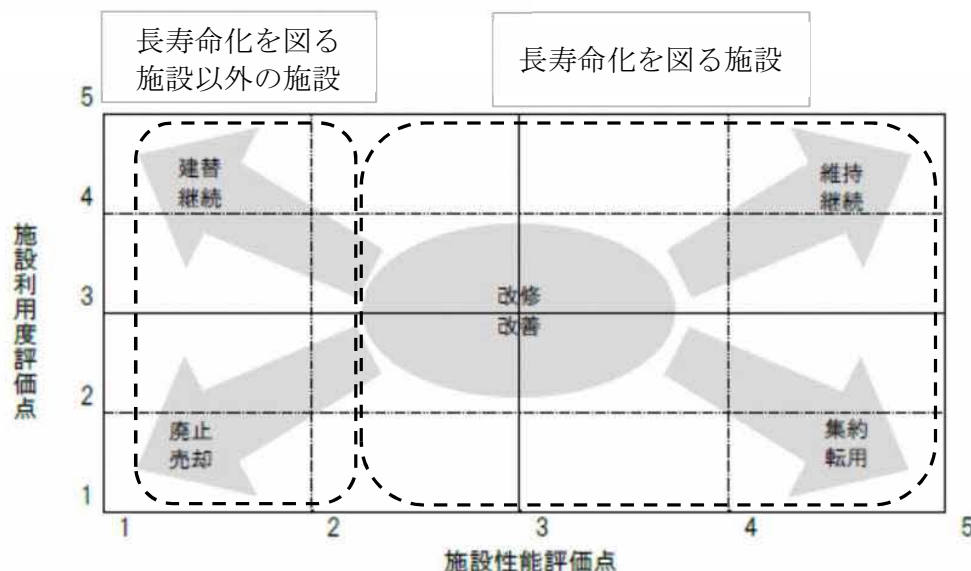 長寿命化を図る
施設以外の施設
長寿命化を図る施設
5
4
3
2
1
施設利用度評価点
建替
継続
維持
継続
改修
改善
廃止
売却
集約
転用
1
2
3
4
5
施設性能評価点